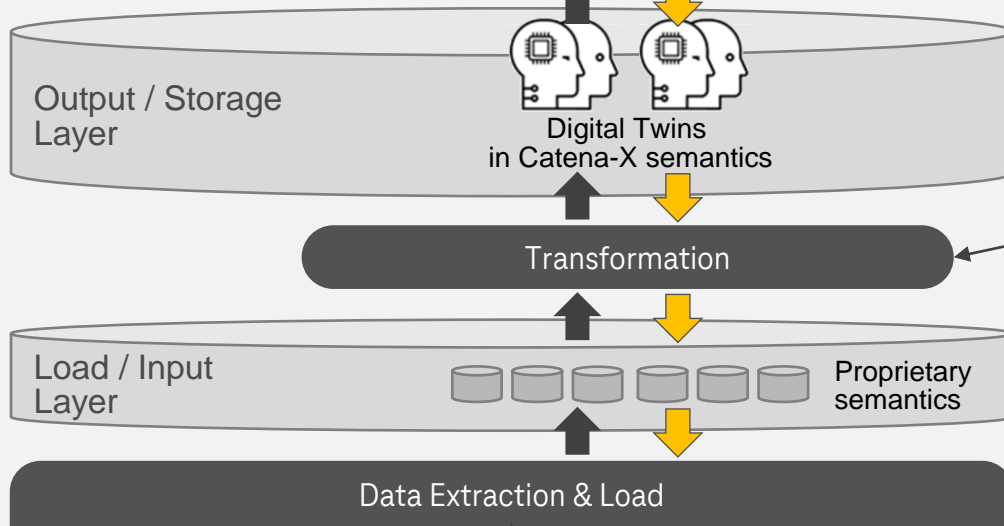 Output / Storage
Layer
Digital Twins
in Catena-X semantics
Transformation
Load / Input
Layer
Proprietary
semantics
Data Extraction & Load